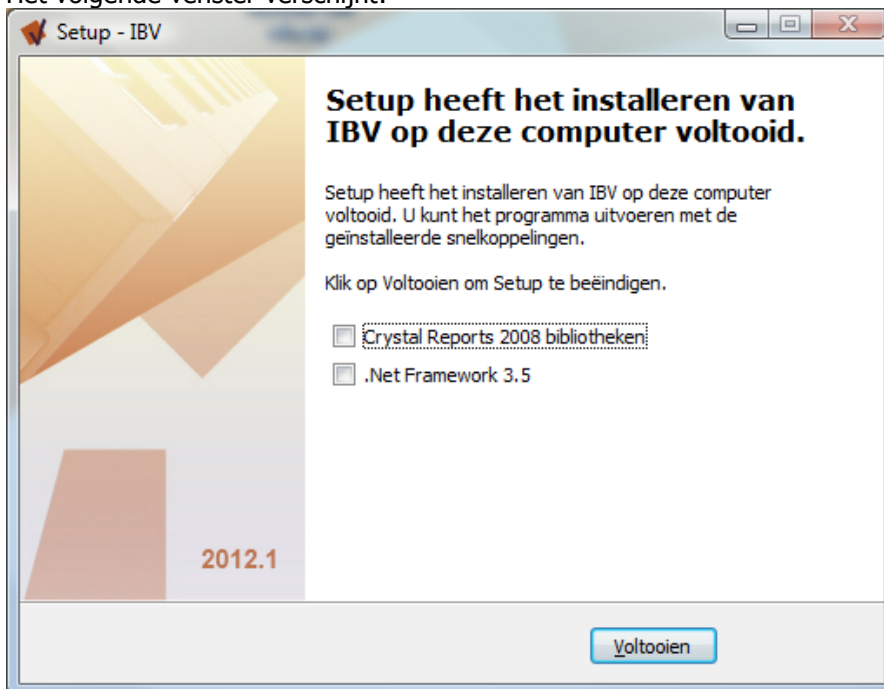 Het volgende venster verschijnt:
Setup - IBV
Setup heeft het installeren van
IBV op deze computer voltooid.
Setup heeft het installeren van IBV op deze computer
voltooid. U kunt het programma uitvoeren met de
geïnstalleerde snelkoppelingen.
Klik op Voltooien om Setup te beëindigen.
Crystal Reports 2008 bibliotheken
.Net Framework 3.5
2012.1
Voltooien